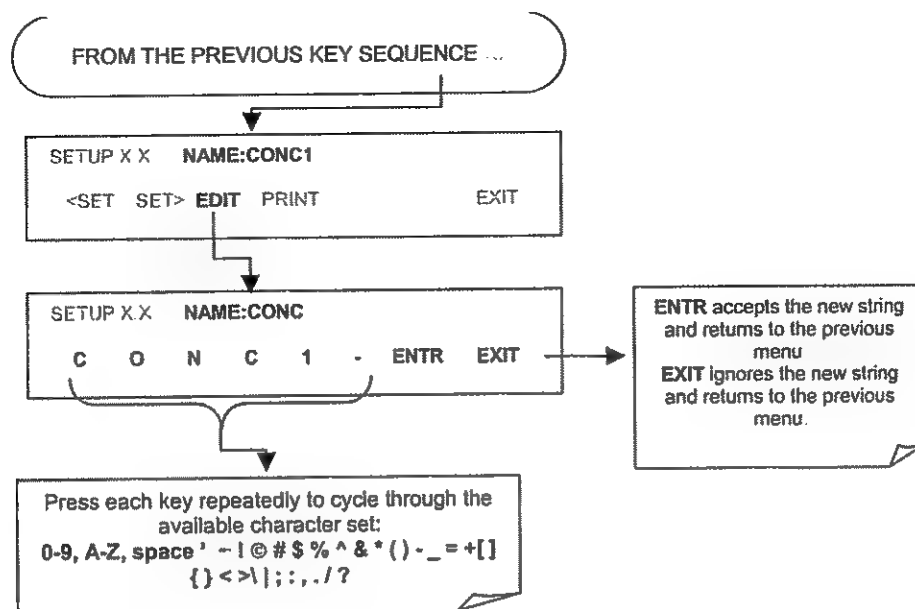 FROM THE PREVIOUS KEY SEQUENCE ...
SETUP X X NAME:CONC1
<SET SET> EDIT PRINT EXIT
SETUP X.X NAME:CONC
C O N C 1 - ENTR EXIT
ENTR accepts the new string
and returns to the previous
menu
EXIT ignores the new string
and returns to the previous
menu.
Press each key repeatedly to cycle through the
available character set:
0-9, A-Z, space ' ~ ! © # $ % ^ & * ( ) - _ = +[ ]
{ } < >\ | ; : , . / ?